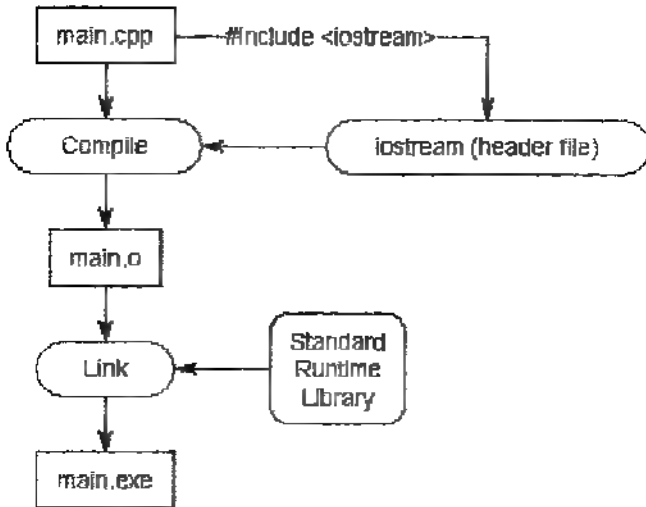 main.cpp
#include <iostream>
Compile
iostream (header file)
main.o
Link
Standard
Runtime
Library
main.exe